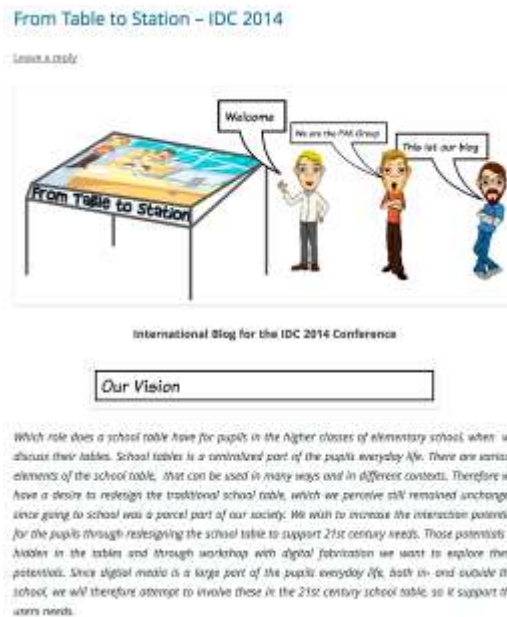 From Table to Station – IDC 2014
Leave a reply
Welcome
We are the PAK Group
This ist our blog
From Table to Station
International Blog for the IDC 2014 Conference
Our Vision
Which role does a school table have for pupils in the higher classes of elementary school, when
discuss their tables. School tables is a centralized part of the pupils everyday life. There are
elements of the school table, that can be used in many ways and in different contexts. Therefore
have a desire to redesign the traditional school table, which we perceive still remained
since going to school was a parcel part of our society. We wish to increase the interaction
for the pupils through redesigning the school table to support 21st century needs. Those potentials
hidden in the tables and through workshop with digital fabrication we want to explore
potentials. Since digital media is a large part of the pupils everyday life, both in- and outside
school, we will therefore attempt to involve these in the 21st century school table, so it support
users needs.